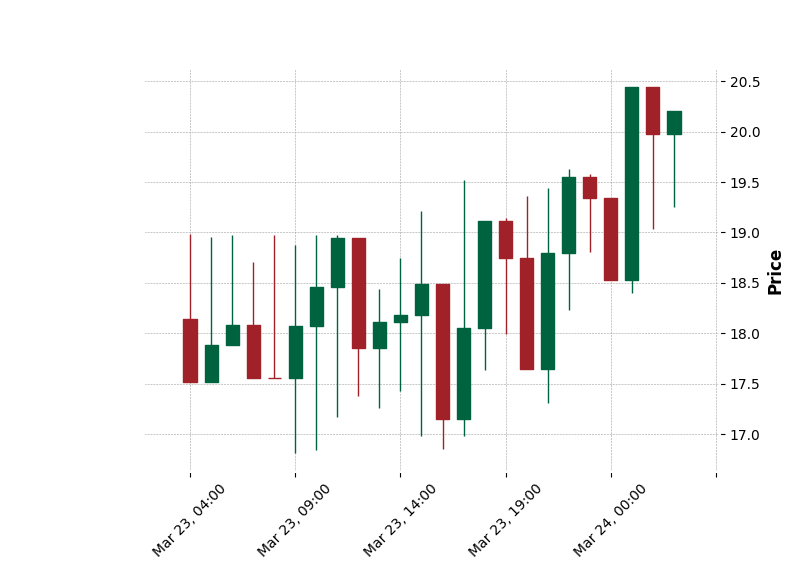 20.5
20.0
19.5
19.0
18.5
18.0
17.5
17.0
Price
Mar 23, 04:00
Mar 23, 09:00
Mar 23, 14:00
Mar 23, 19:00
Mar 24, 00:00